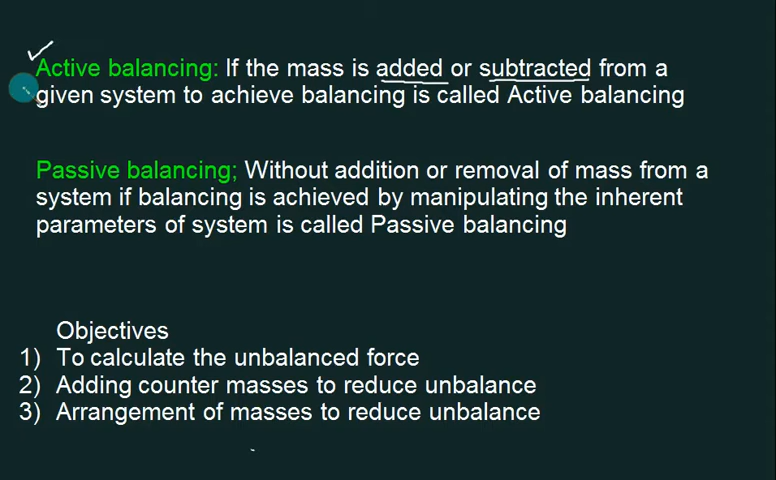 Active balancing: If the mass is added or subtracted from a
given system to achieve balancing is called Active balancing
Passive balancing; Without addition or removal of mass from a
system if balancing is achieved by manipulating the inherent
parameters of system is called Passive balancing
Objectives
1) To calculate the unbalanced force
2) Adding counter masses to reduce unbalance
3) Arrangement of masses to reduce unbalance